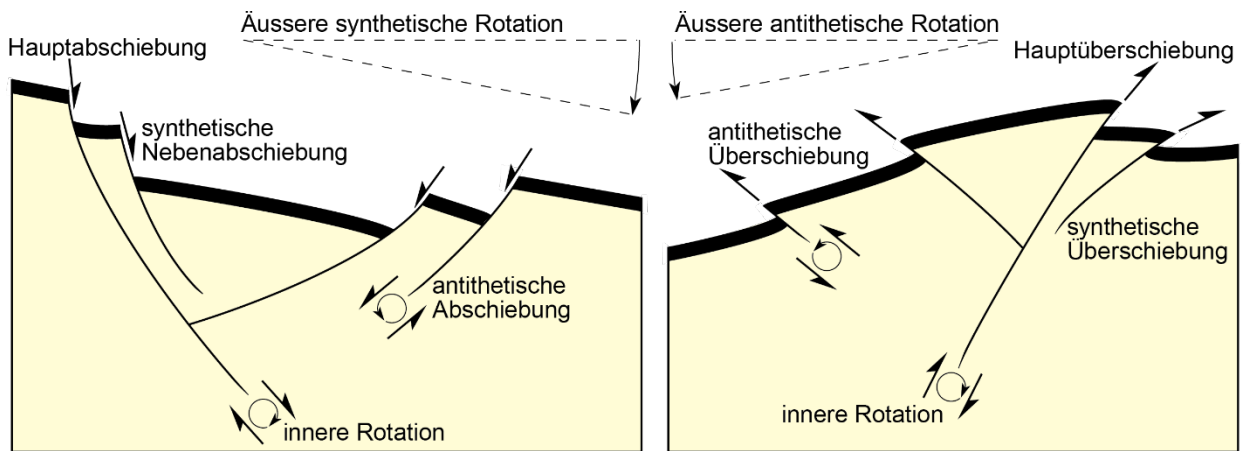 Äussere synthetische Rotation
Hauptabschiebung
synthetische
Nebenabschiebung
antithetische
Abschiebung
innere Rotation
Äussere antithetische Rotation
Hauptüberschiebung
antithetische
Überschiebung
synthetische
Überschiebung
innere Rotation